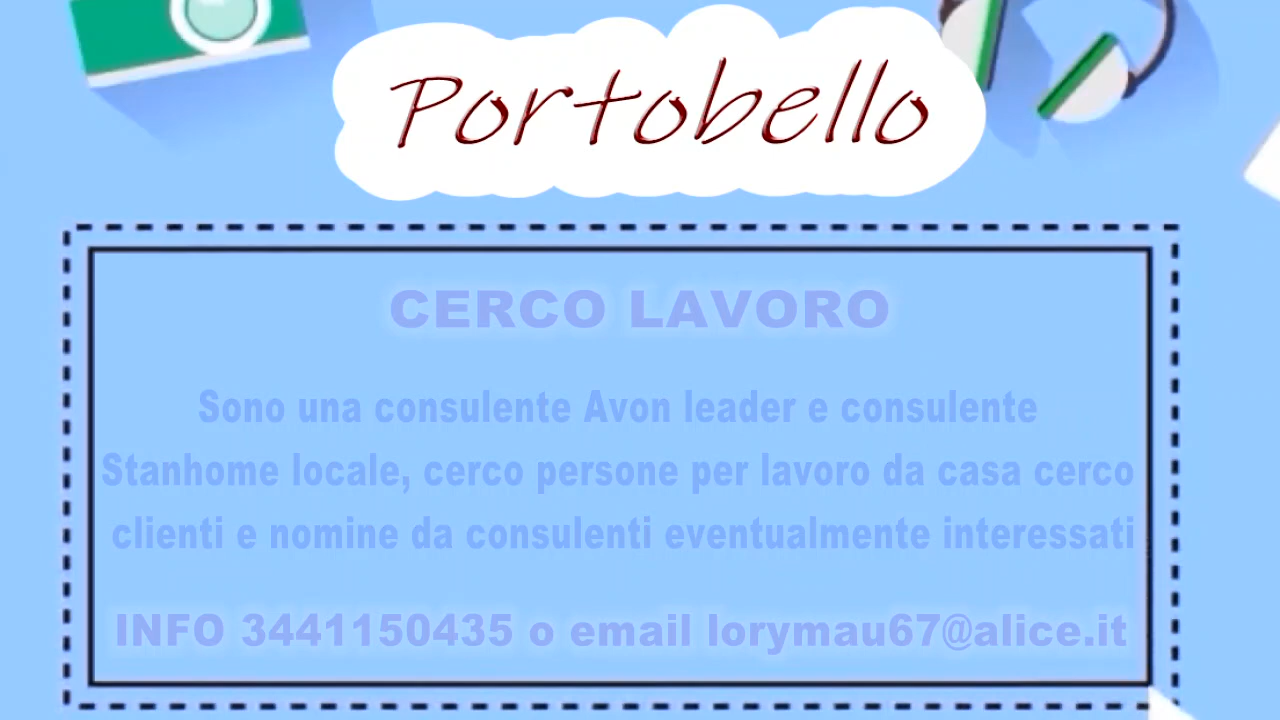 Portobello
CERCO LAVORO
Sono una consulente Avon leader e consulente
Stanhome locale, cerco persone per lavoro da casa cerco
clienti e nomine da consulenti eventualmente interessati
INFO 3441150435 o email lorymau67@alice.it